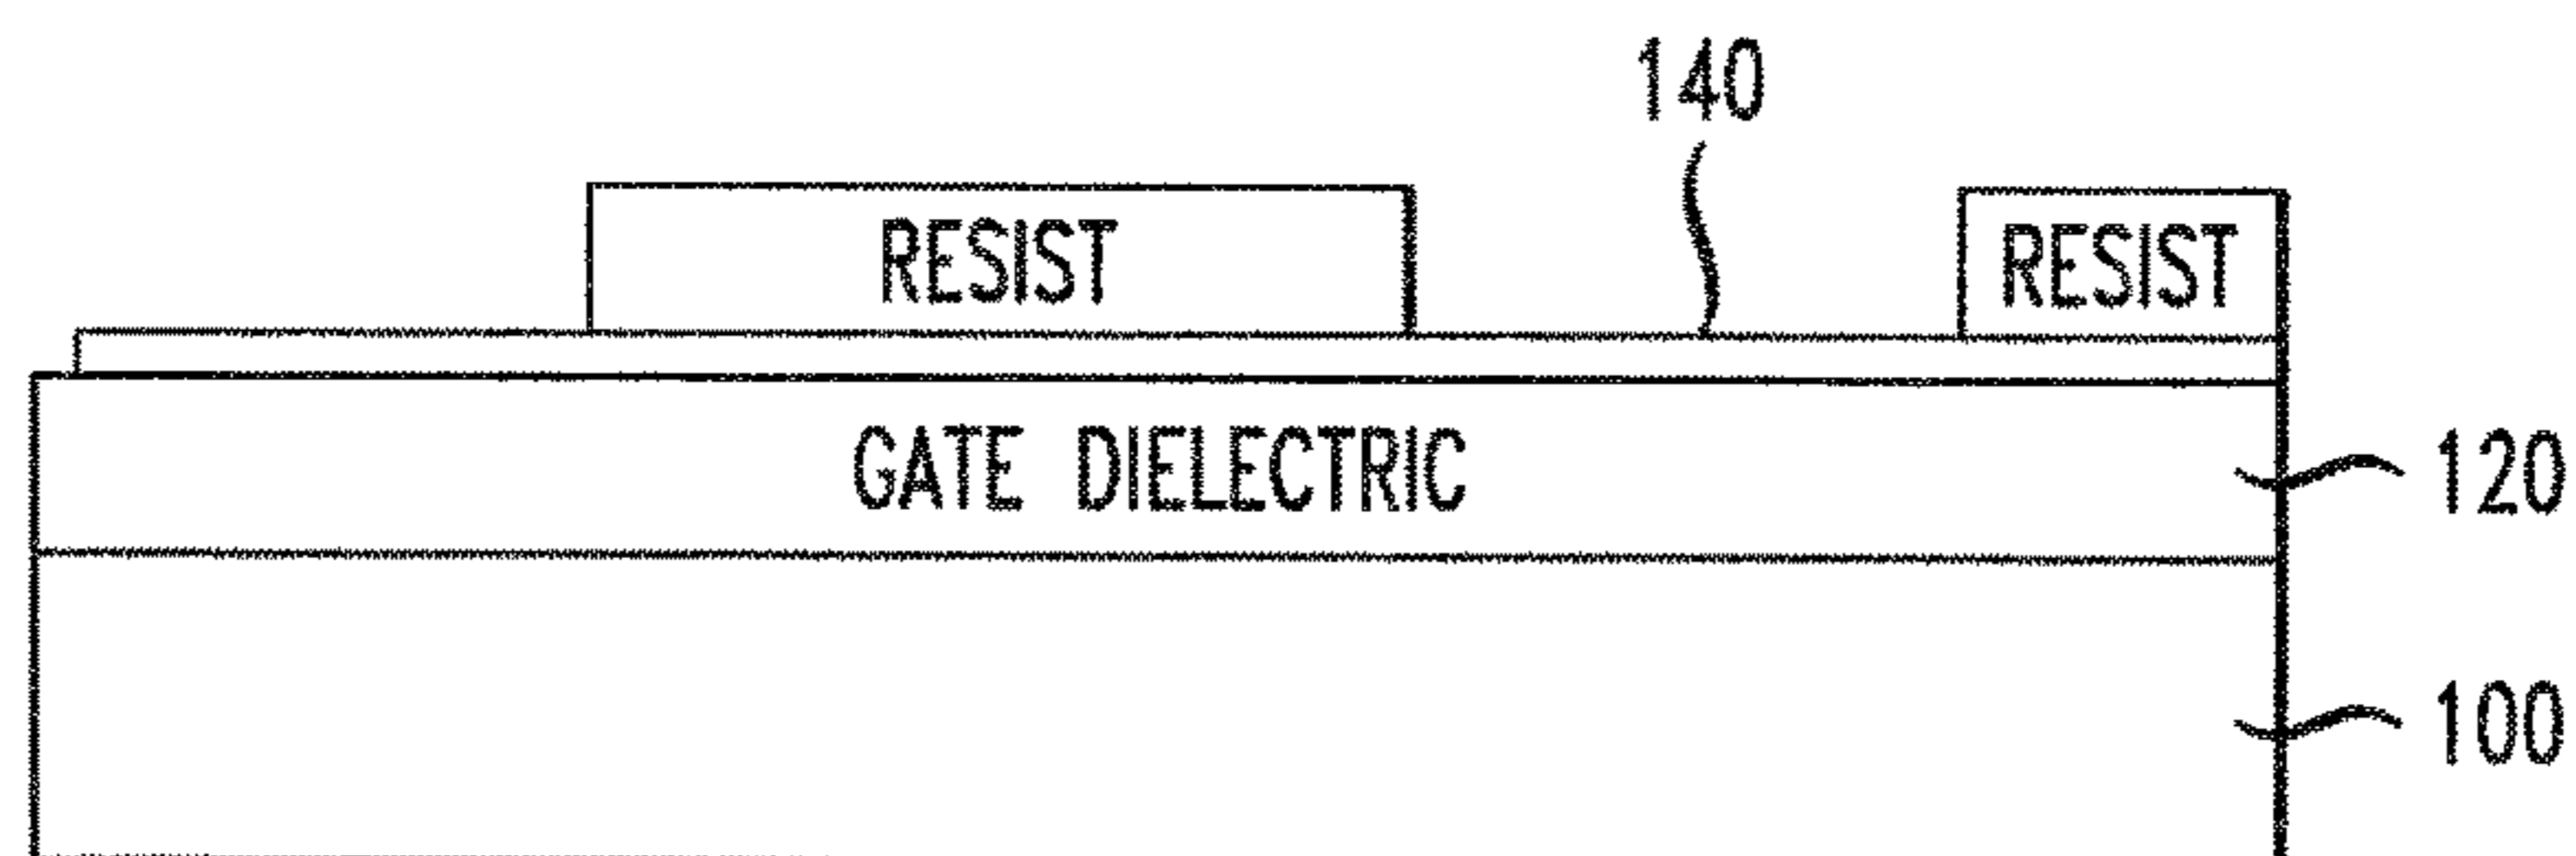 140
RESIST
RESIST
GATE DIELECTRIC
120
100